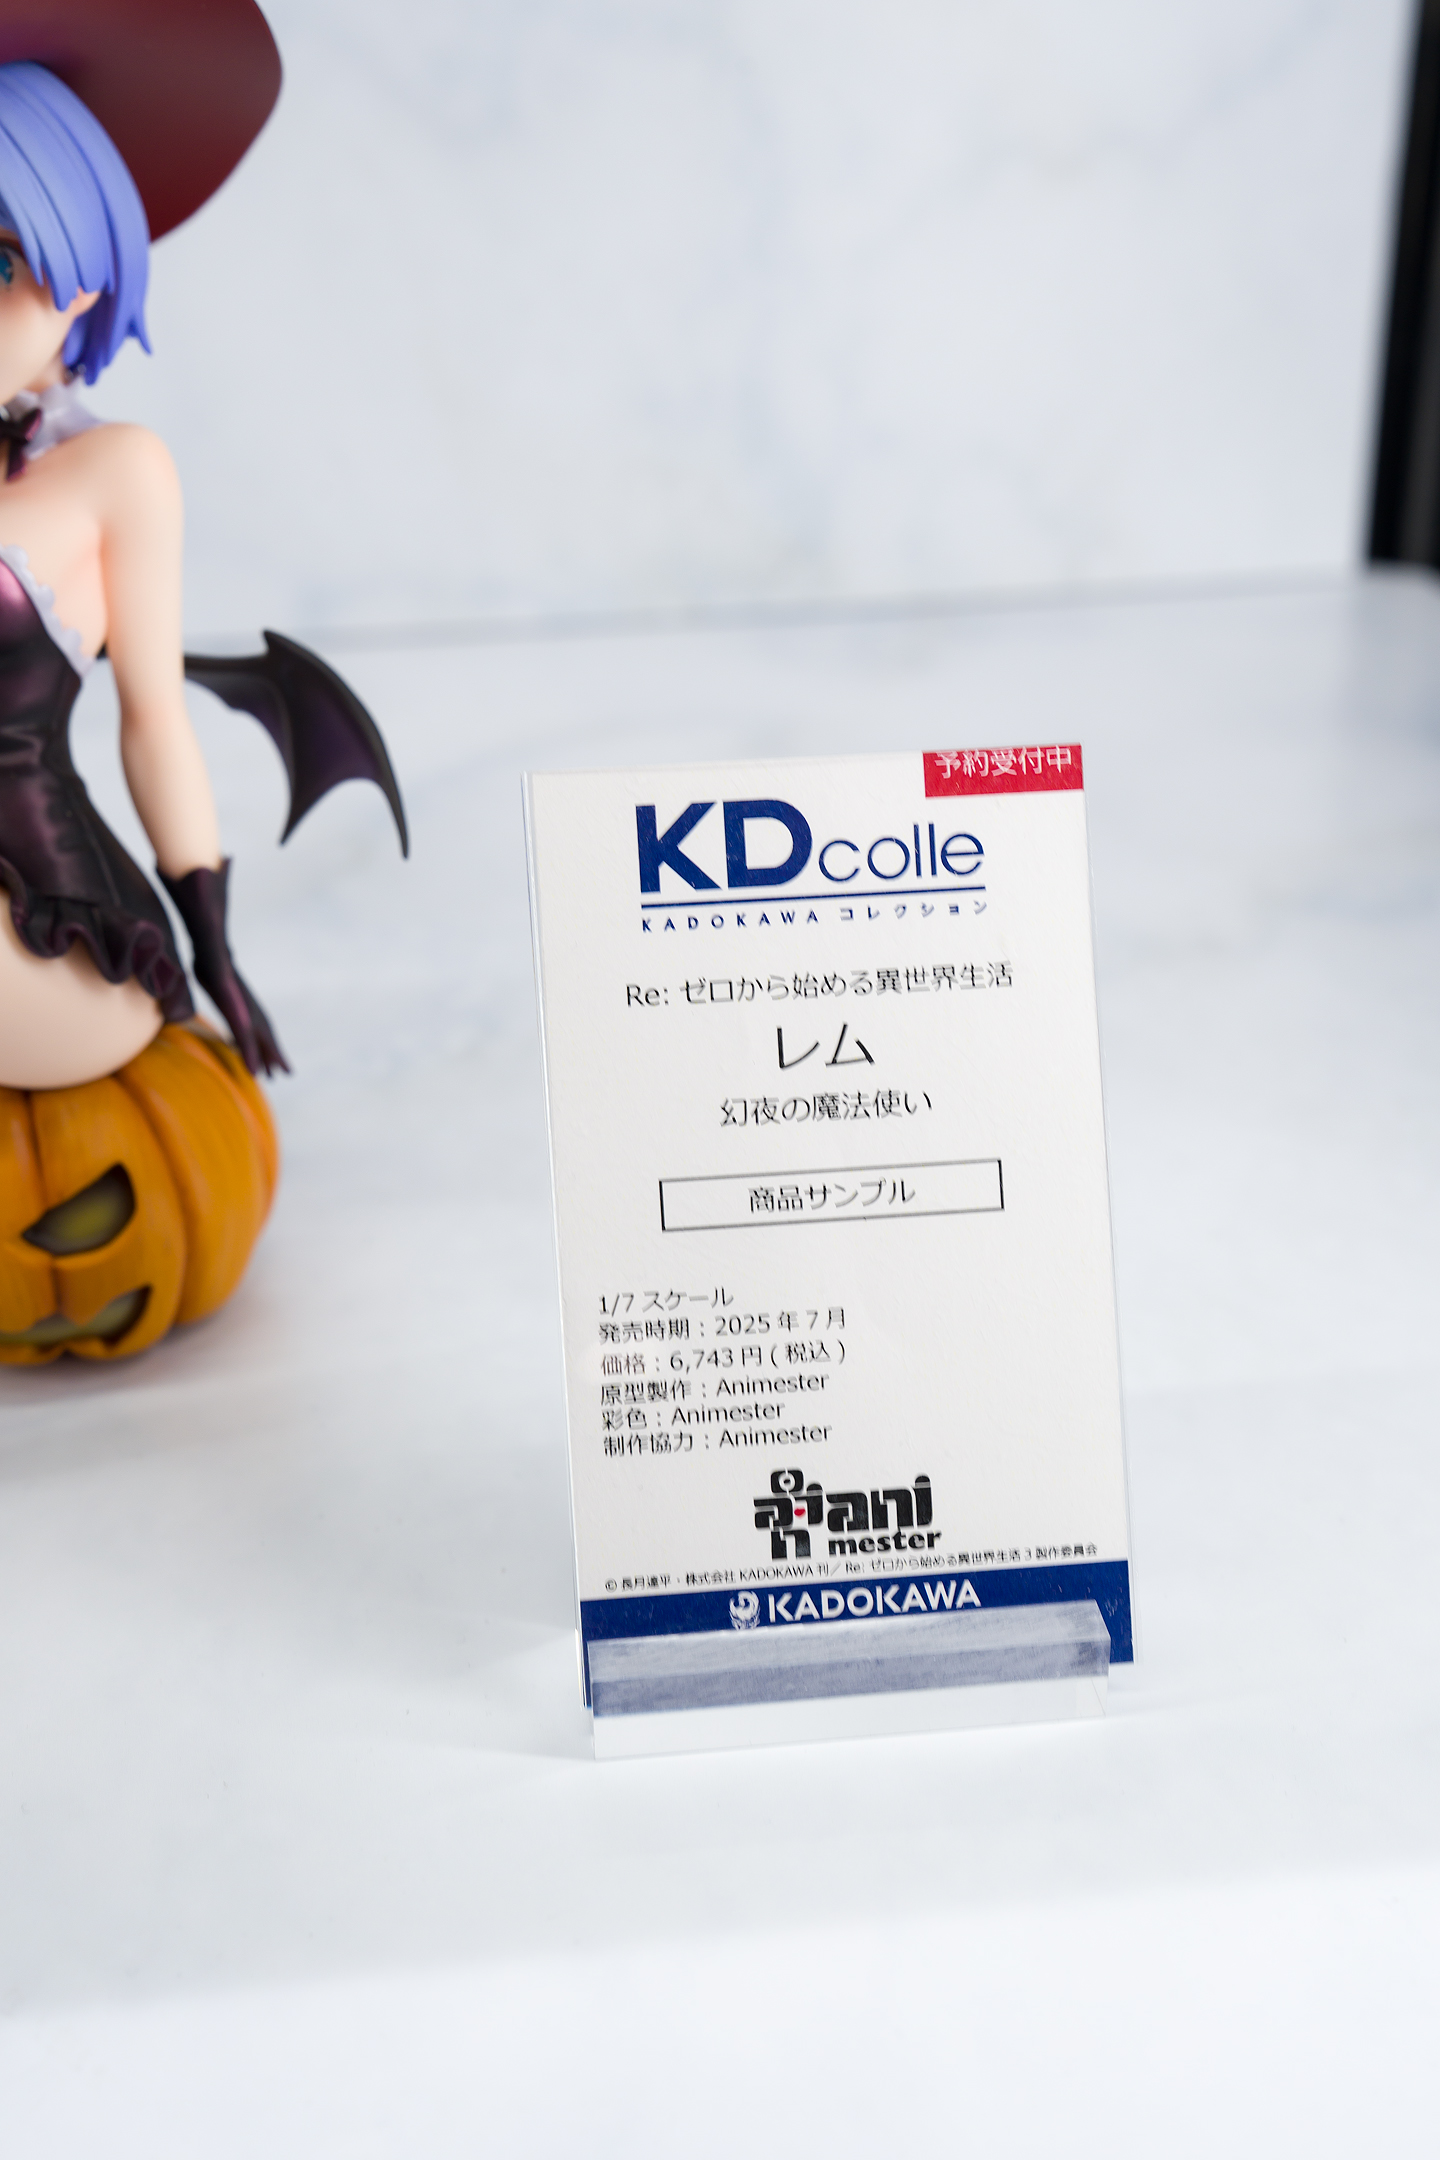 予約受付中
KDcolle
KADOKAWA コレクション
Re: ゼロから始める異世界生活
レム
幻夜の魔法使い
商品サンプル
1/7 スケール
発売時期：2025 年 7 月
価格：6,743 円 ( 税込 )
原型製作：Animester
彩色：Animester
制作協力：Animester
ani
mester
© 長月達平・株式会社 KADOKAWA 刊／ Re: ゼロから始める異世界生活 3 製作委員会
KADOKAWA